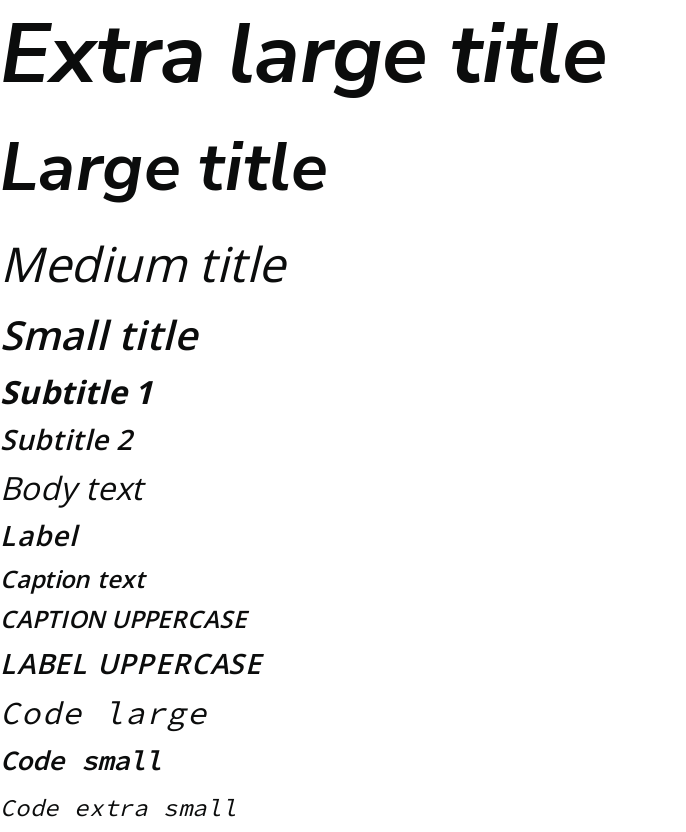 Extra large title
Large title
Medium title
Small title
Subtitle 1
Subtitle 2
Body text
Label
Caption text
CAPTION UPPERCASE
LABEL UPPERCASE
Code large
Code small
Code extra small